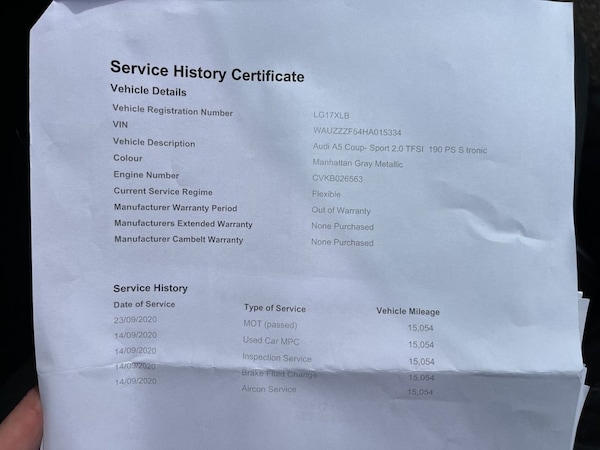 Service History Certificate
Vehicle Details
Vehicle Registration Number LG17XLB
VIN WAUZZZF54HA015334
Vehicle Description Audi A5 Coup- Sport 2.0 TFSI 190 PS S tronic
Colour Manhattan Gray Metallic
Engine Number CVKB026563
Current Service Regime Flexible
Manufacturer Warranty Period Out of Warranty
Manufacturers Extended Warranty None Purchased
Manufacturer Cambelt Warranty None Purchased
Service History
Date of Service Type of Service Vehicle Mileage
23/09/2020 MOT (passed) 15,054
14/09/2020 Used Car MPC 15,054
14/09/2020 Inspection Service 15,054
14/09/2020 Brake Fluid Change 15,054
14/09/2020 Aircon Service 15,054